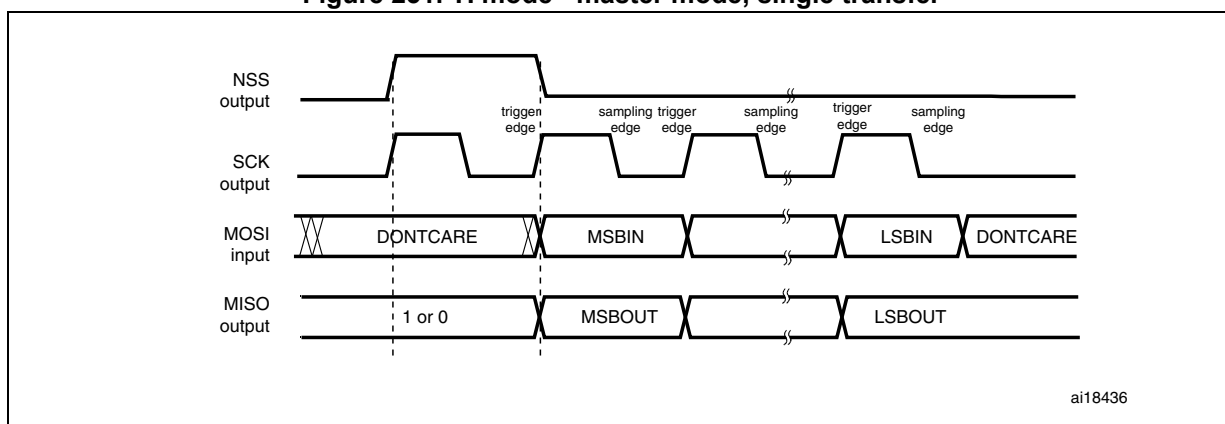 NSS
output
trigger
edge
sampling
edge
trigger
edge
sampling
edge
trigger
edge
sampling
edge
SCK
output
MOSI
input
DONTCARE
MSBIN
LSBIN
DONTCARE
MISO
output
1 or 0
MSBOUT
LSBOUT
ai18436